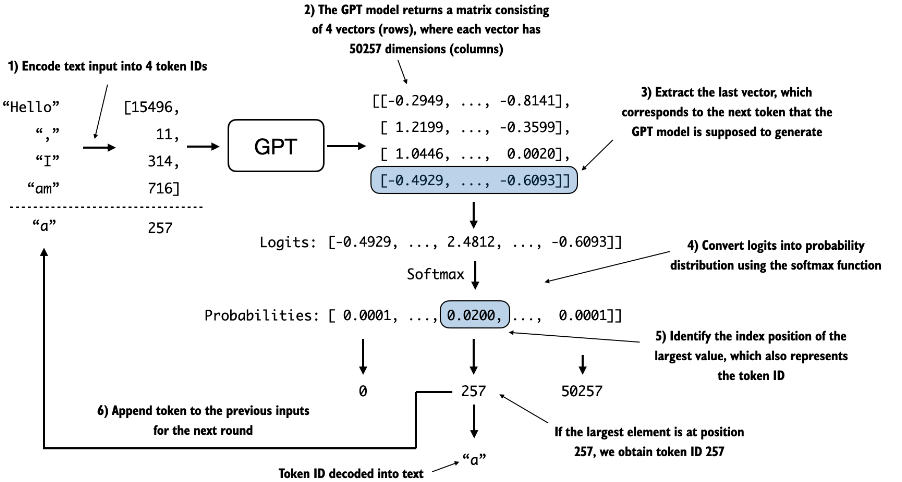 2) The GPT model returns a matrix consisting
of 4 vectors (rows), where each vector has
50257 dimensions (columns)
1) Encode text input into 4 token IDs
“Hello” [15496,
“,” 11,
“I” 314,
“am” 716]
“a” 257
GPT
[[-0.2949, ..., -0.8141],
[ 1.2199, ..., -0.3599],
[ 1.0446, ..., 0.0020],
[-0.4929, ..., -0.6093]]
3) Extract the last vector, which
corresponds to the next token that the
GPT model is supposed to generate
Logits: [-0.4929, ..., 2.4812, ..., -0.6093]]
Softmax
4) Convert logits into probability
distribution using the softmax function
Probabilities: [ 0.0001, ..., 0.0200, ..., 0.0001]]
5) Identify the index position of the
largest value, which also represents
the token ID
0 257 50257
6) Append token to the previous inputs
for the next round
If the largest element is at position
257, we obtain token ID 257
Token ID decoded into text
“a”